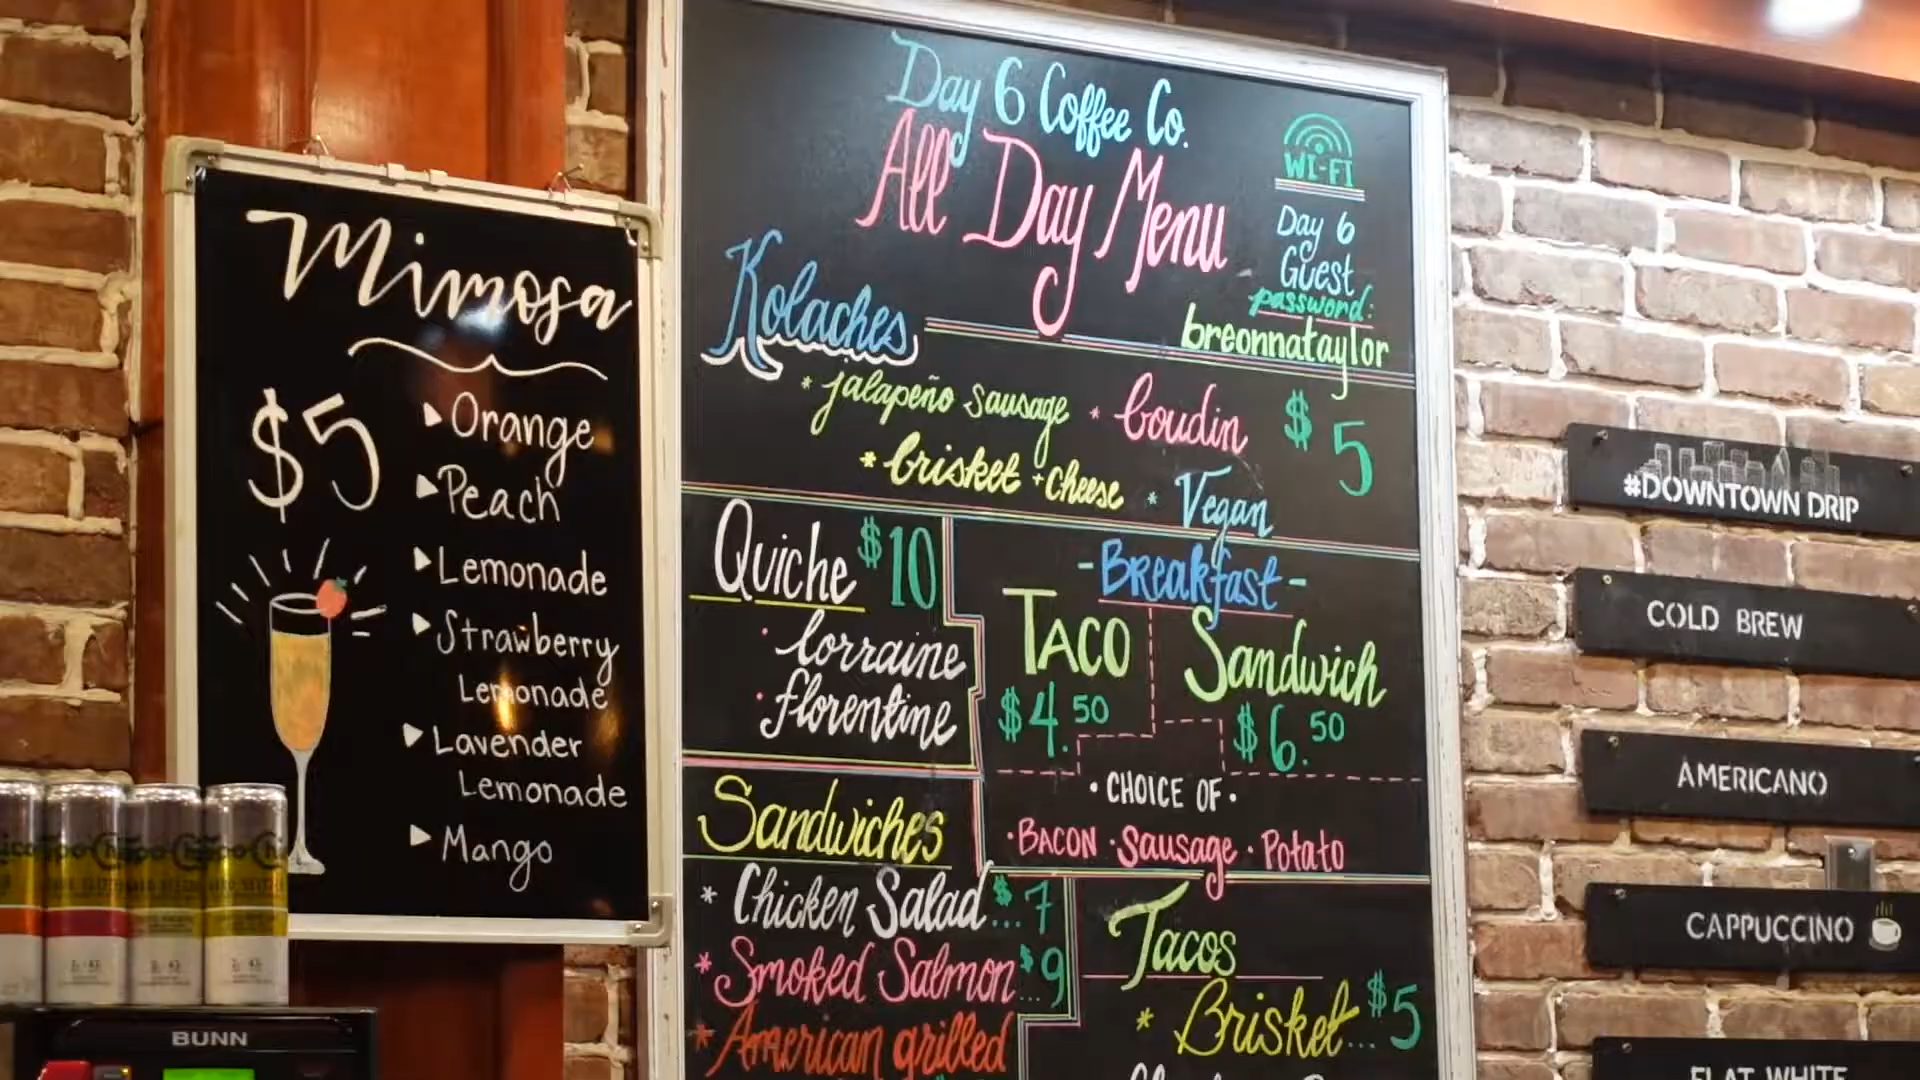 Mimosa
$5
Orange
Peach
Lemonade
Strawberry
Lemonade
Lavender
Lemonade
Mango
BUNN
Day 6 Coffee Co.
All Day Menu
WI-FI
Day 6
Guest
password:
breonnataylor
Kolaches
* jalapeño sausage * boudin $5
* brisket + cheese * Vegan
Quiche $10
· lorraine
· florentine
- Breakfast -
TACO
$4.50
Sandwich
$6.50
· CHOICE OF ·
· BACON · Sausage · Potato
Sandwiches
* Chicken Salad... $7
* Smoked Salmon... $9
* American grilled
Tacos
* Brisket... $5
#DOWNTOWN DRIP
COLD BREW
AMERICANO
CAPPUCCINO
FLAT WHITE